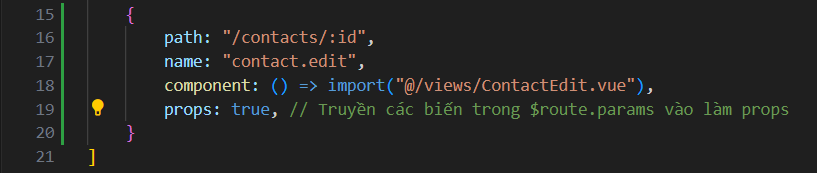 15 {
16 path: "/contacts/:id",
17 name: "contact.edit",
18 component: () => import("@/views/ContactEdit.vue"),
19 props: true, // Truyền các biến trong $route.params vào làm props
20 }
21 ]